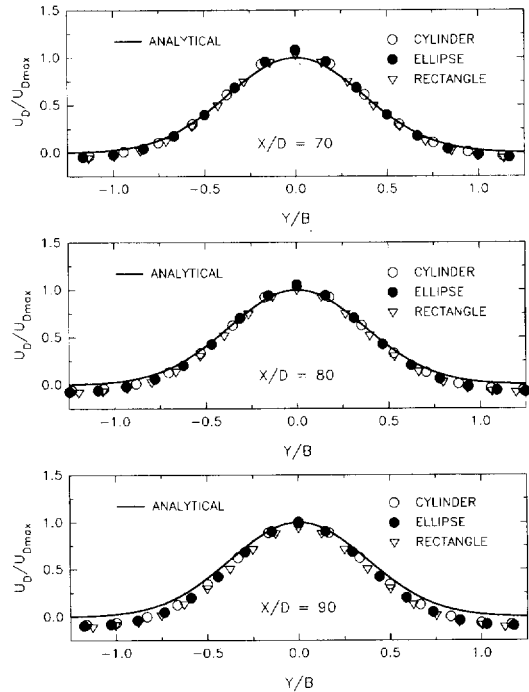 1.5
ANALYTICAL
CYLINDER
ELLIPSE
RECTANGLE
1.0
0.5
0.0
U_D/U_Dmax
X/D = 70
-1.0 -0.5 0.0 0.5 1.0
Y/B
1.5
ANALYTICAL
CYLINDER
ELLIPSE
RECTANGLE
1.0
0.5
0.0
U_D/U_Dmax
X/D = 80
-1.0 -0.5 0.0 0.5 1.0
Y/B
1.5
ANALYTICAL
CYLINDER
ELLIPSE
RECTANGLE
1.0
0.5
0.0
U_D/U_Dmax
X/D = 90
-1.0 -0.5 0.0 0.5 1.0
Y/B